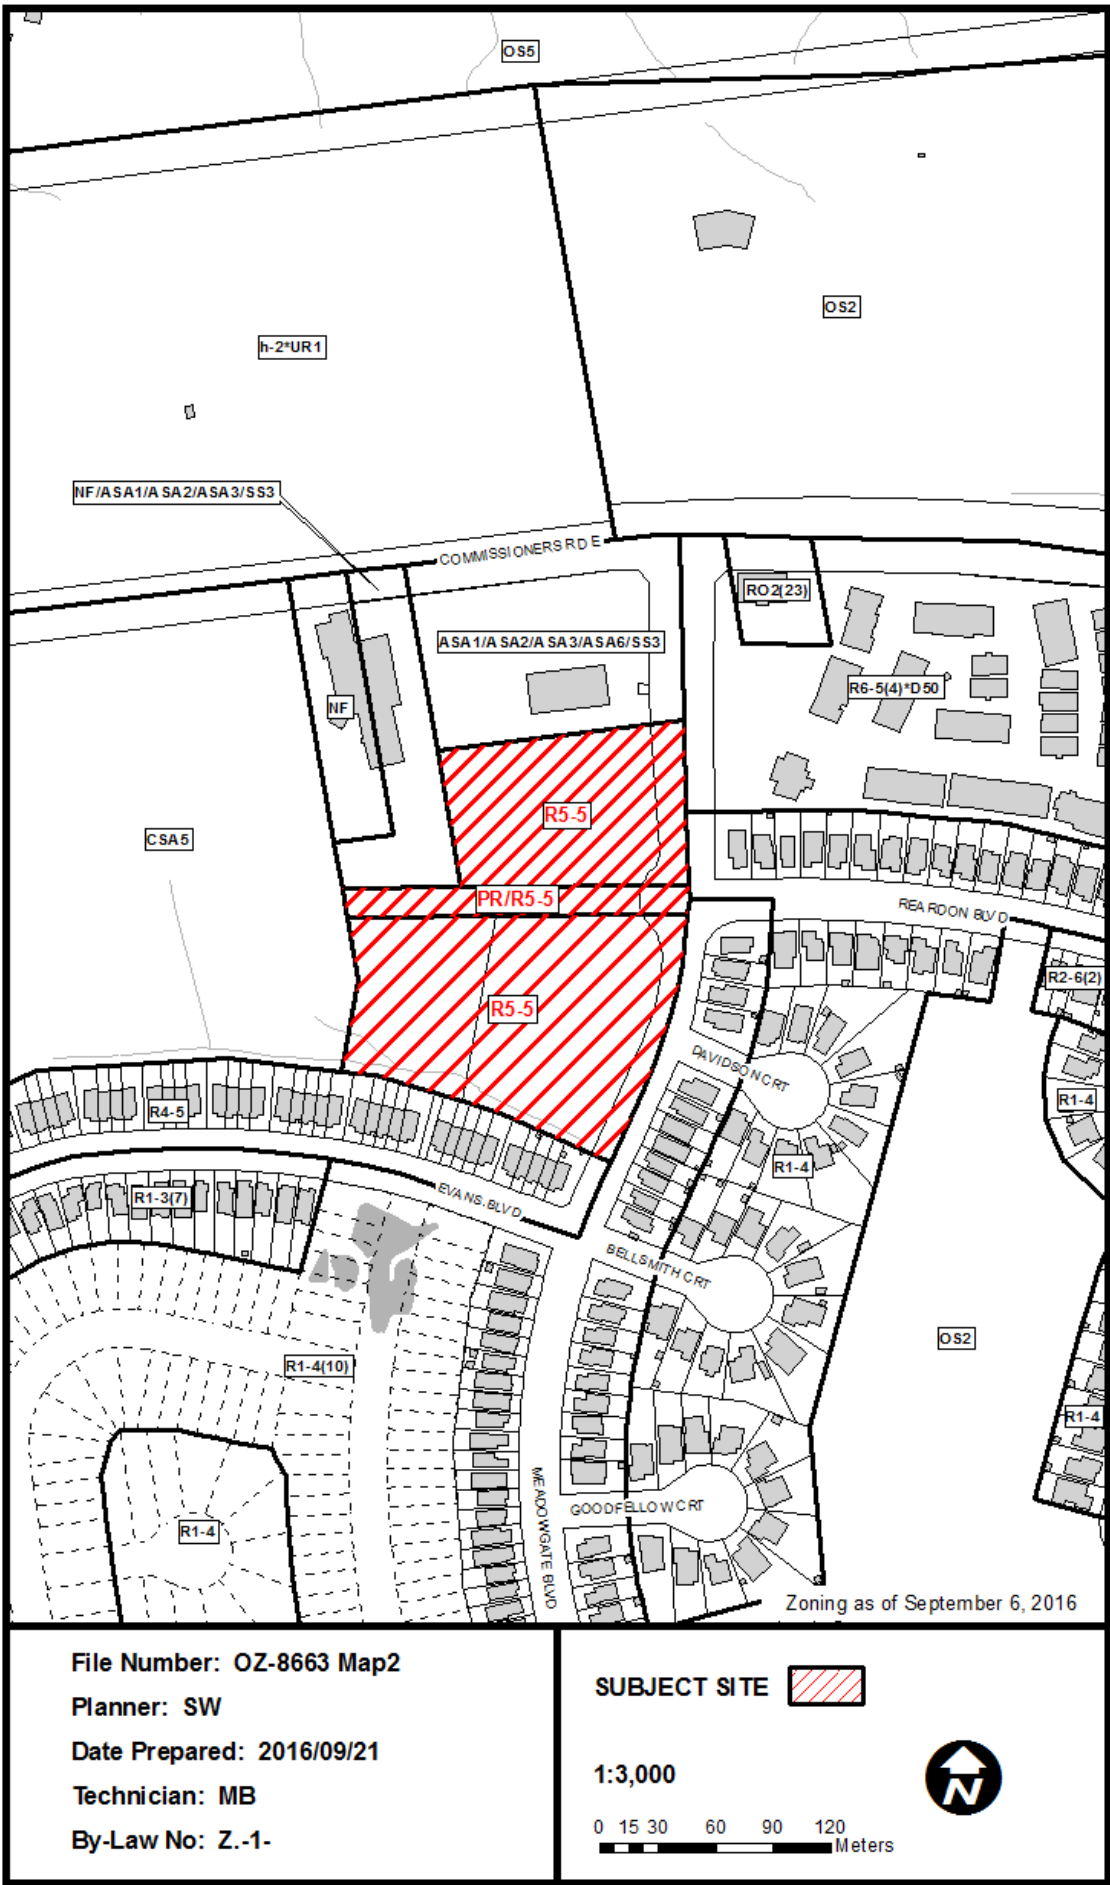 OS5
OS2
h-2*UR1
NF/ASA1/ASA2/ASA3/SS3
COMMISSIONERS RD E
RO2(23)
ASA1/ASA2/ASA3/ASA6/SS3
R6-5(4)*D50
NF
R5-5
CSA5
PR/R5-5
REARDON BLVD
R2-6(2)
R5-5
DAVIDSON CRT
R1-4
R4-5
R1-4
R1-3(7)
EVANS BLVD
BELLSMITH CRT
OS2
R1-4(10)
R1-4
MEADOWGATE BLVD
GOODFELLOW CRT
R1-4
Zoning as of September 6, 2016
File Number: OZ-8663 Map2
Planner: SW
Date Prepared: 2016/09/21
Technician: MB
By-Law No: Z.-1-
SUBJECT SITE
1:3,000
N
0 15 30 60 90 120
Meters